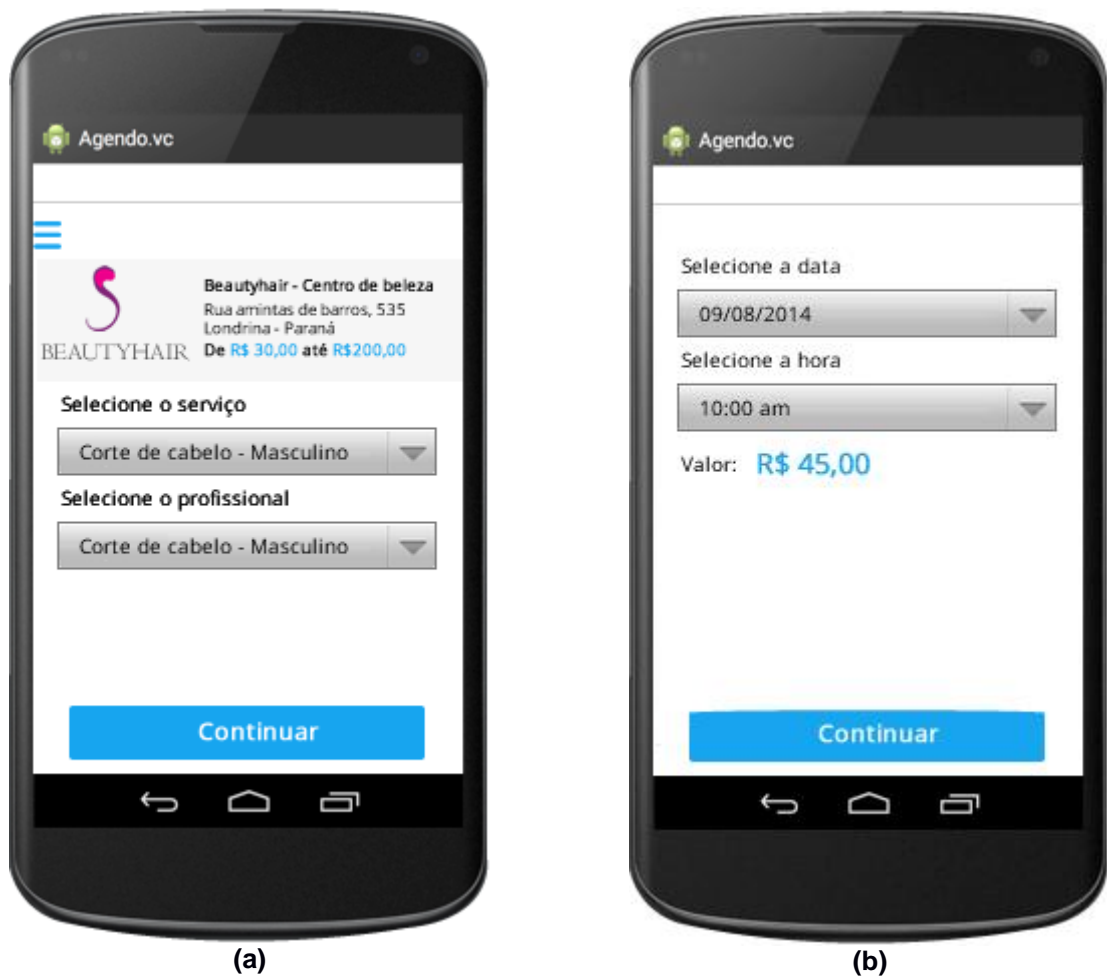 Agendo.vc
BEAUTYHAIR
Beautyhair - Centro de beleza
Rua amintas de barros, 535
Londrina - Paraná
De R$ 30,00 até R$200,00
Selecione o serviço
Corte de cabelo - Masculino
Selecione o profissional
Corte de cabelo - Masculino
Continuar
(a)
Agendo.vc
Selecione a data
09/08/2014
Selecione a hora
10:00 am
Valor: R$ 45,00
Continuar
(b)